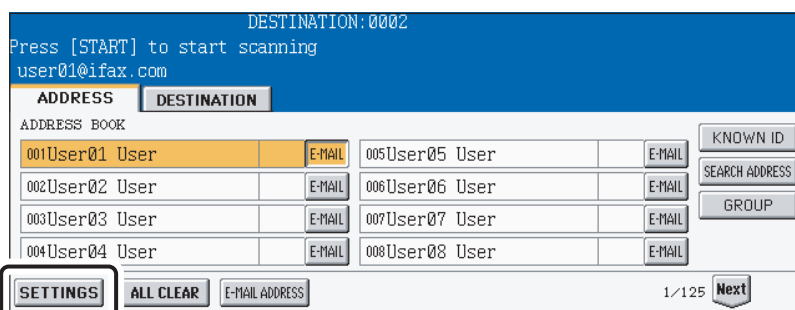 DESTINATION:0002
Press [START] to start scanning
user01@ifax.com
ADDRESS DESTINATION
ADDRESS BOOK
KNOWN ID
001User01 User E-MAIL 005User05 User E-MAIL
SEARCH ADDRESS
002User02 User E-MAIL 006User06 User E-MAIL
GROUP
003User03 User E-MAIL 007User07 User E-MAIL
004User04 User E-MAIL 008User08 User E-MAIL
SETTINGS ALL CLEAR E-MAIL ADDRESS 1/125 Next